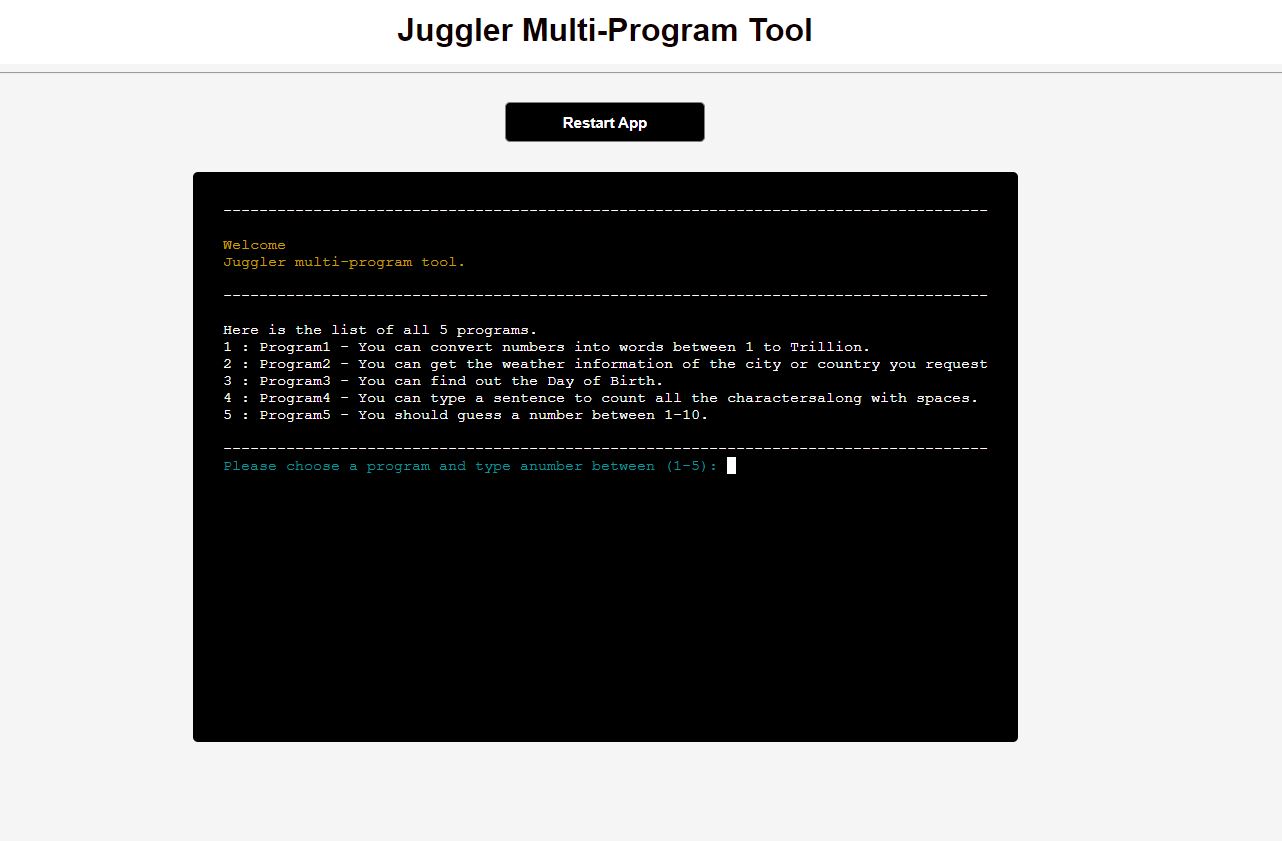 Juggler Multi-Program Tool
Restart App
-------------------------------------------------------------------------------------
Welcome
Juggler multi-program tool.
-------------------------------------------------------------------------------------
Here is the list of all 5 programs.
1 : Program1 - You can convert numbers into words between 1 to Trillion.
2 : Program2 - You can get the weather information of the city or country you request
3 : Program3 - You can find out the Day of Birth.
4 : Program4 - You can type a sentence to count all the charactersalong with spaces.
5 : Program5 - You should guess a number between 1-10.
-------------------------------------------------------------------------------------
Please choose a program and type anumber between (1-5):